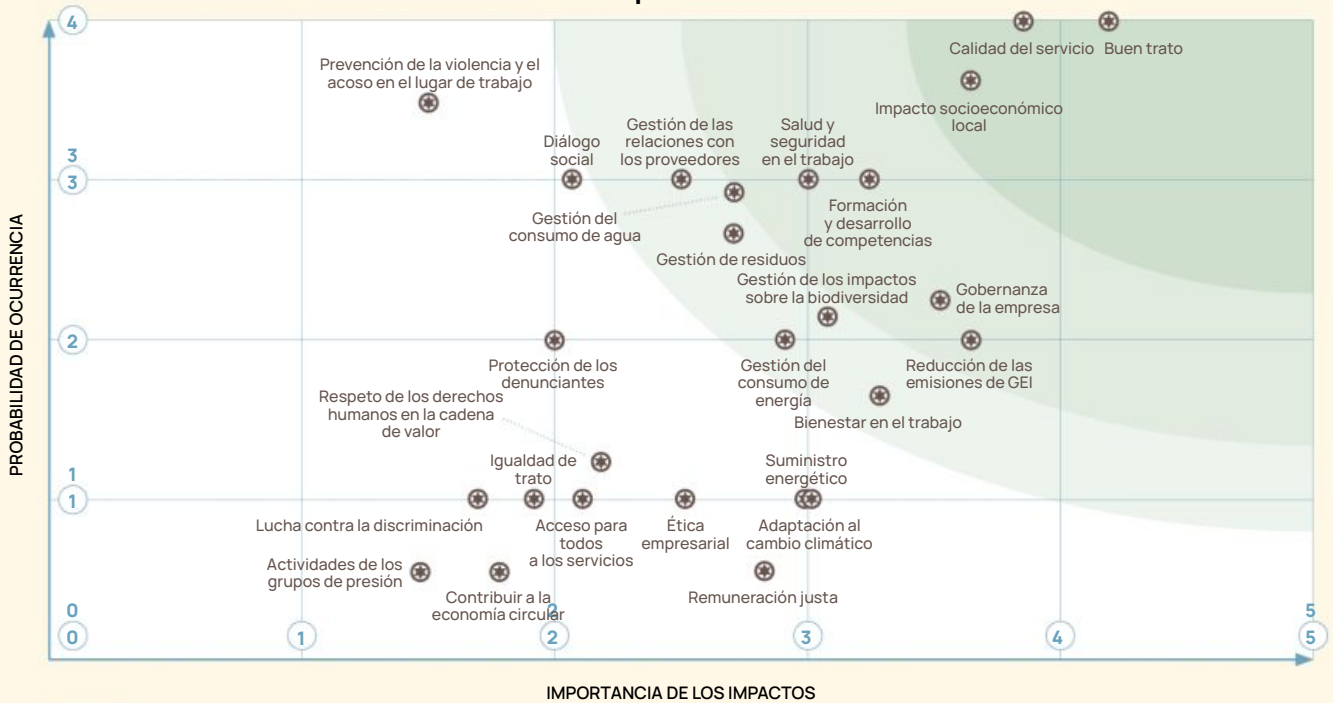 4
Calidad del servicio
Buen trato
Prevención de la violencia y el
acoso en el lugar de trabajo
Impacto socioeconómico
local
Diálogo
social
Gestión de las
relaciones con
los proveedores
Salud y
seguridad
en el trabajo
3
3
Formación
y desarrollo
de competencias
Gestión del
consumo de agua
Gestión de residuos
Gestión de los impactos
sobre la biodiversidad
Gobernanza
de la empresa
2
Protección de los
denunciantes
Gestión del
consumo de
energía
Reducción de las
emisiones de GEI
Respeto de los derechos
humanos en la cadena
de valor
Bienestar en el trabajo
Igualdad de
trato
Suministro
energético
1
1
Lucha contra la discriminación
Acceso para
todos
a los servicios
Ética
empresarial
Adaptación al
cambio climático
Actividades de los
grupos de presión
Contribuir a la
economía circular
Remuneración justa
0
2
5
0
1
2
3
4
5
PROBABILIDAD DE OCURRENCIA
IMPORTANCIA DE LOS IMPACTOS